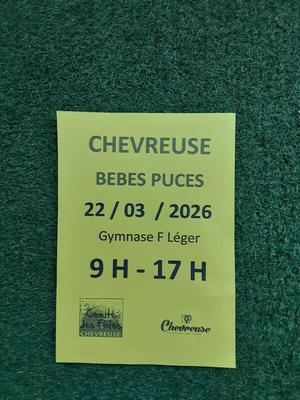 CHEVREUSE
BEBES PUCES
22 / 03 / 2026
Gymnase F Léger
9 H - 17 H
Comité
des Fêtes
CHEVREUSE
Chevreuse